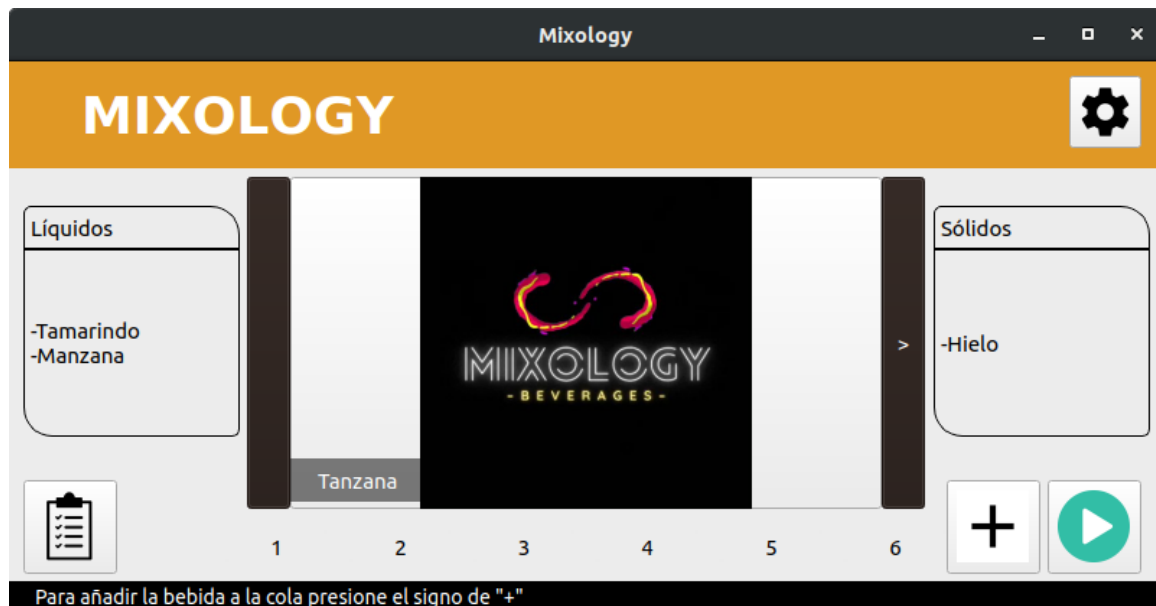 Mixology
MIXOLOGY
Líquidos
-Tamarindo
-Manzana
MIXOLOGY
-BEVERAGES-
Tanzana
>
Sólidos
-Hielo
1 2 3 4 5 6
Para añadir la bebida a la cola presione el signo de "+"